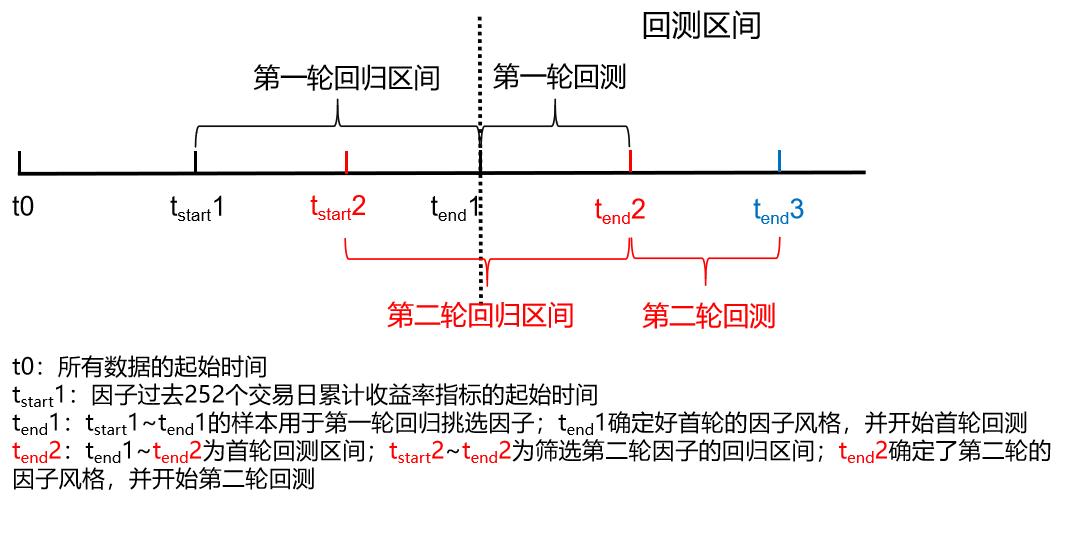 回测区间
第一轮回归区间
第一轮回测
t0
tstart1
tstart2
tend1
tend2
tend3
第二轮回归区间
第二轮回测
t0：所有数据的起始时间
tstart1：因子过去252个交易日累计收益率指标的起始时间
tend1：tstart1~tend1的样本用于第一轮回归挑选因子；tend1确定好首轮的因子风格，并开始首轮回测
tend2：tend1~tend2为首轮回测区间；tstart2~tend2为筛选第二轮因子的回归区间；tend2确定了第二轮的
因子风格，并开始第二轮回测